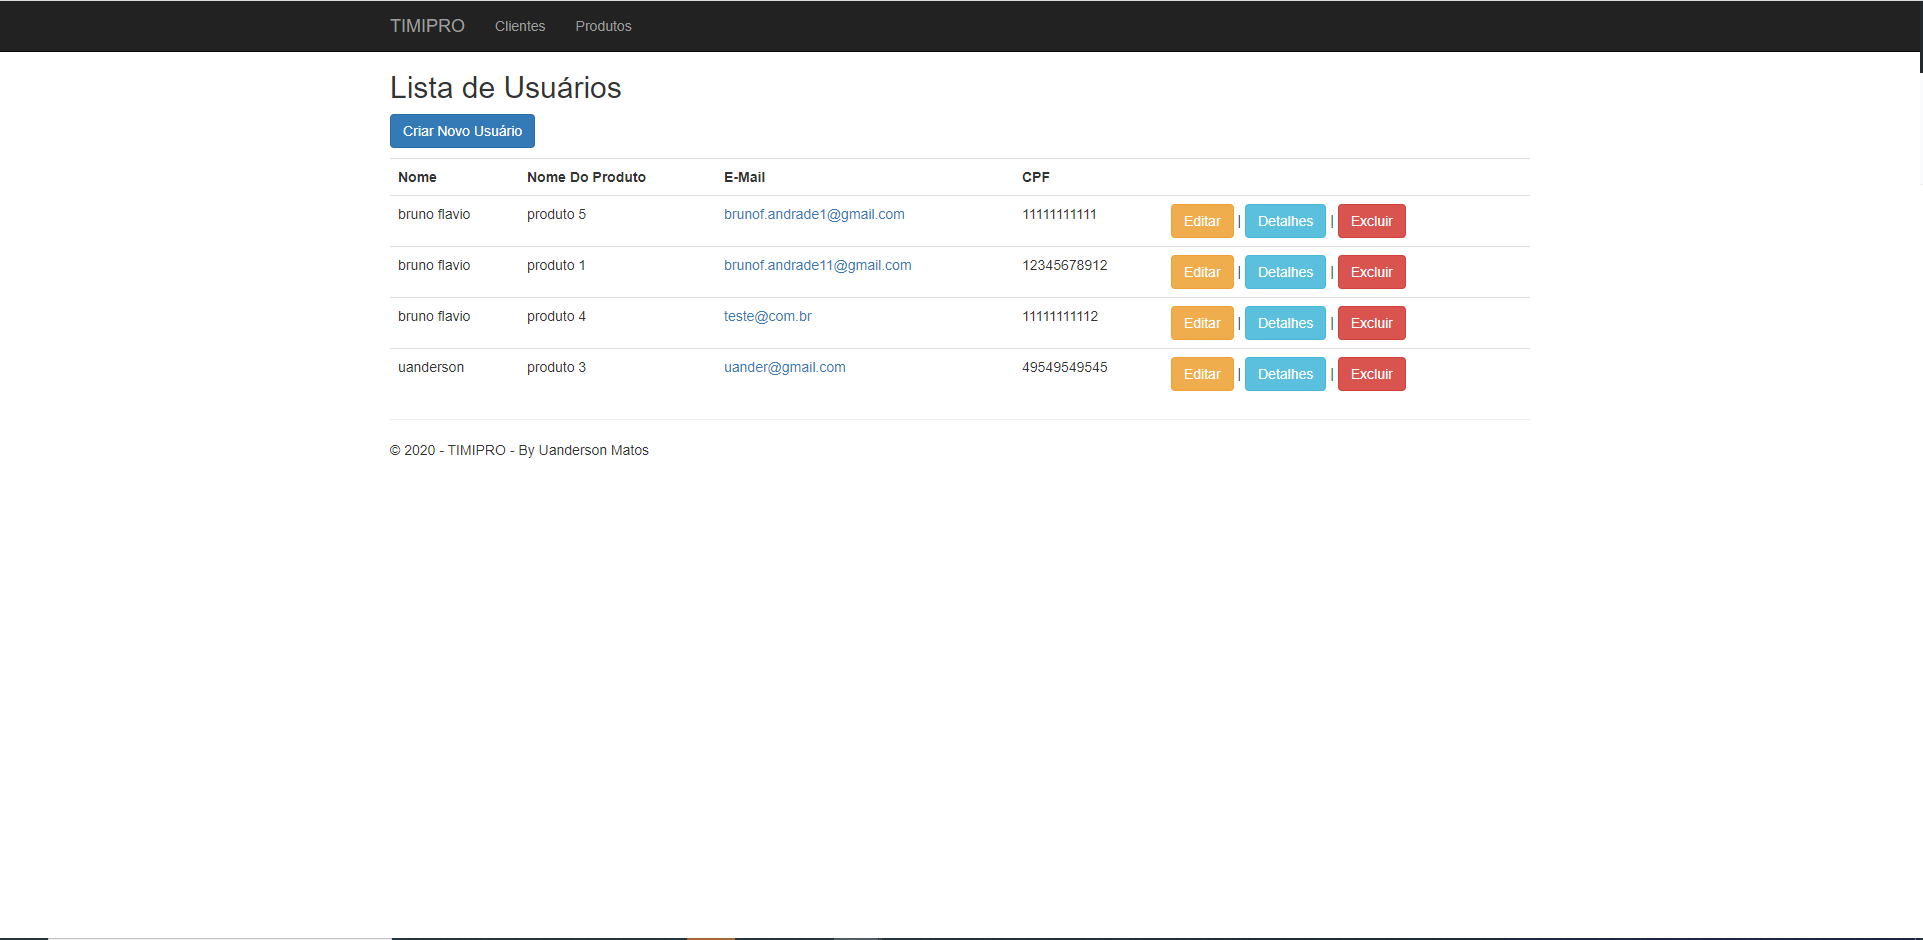 TIMIPRO Clientes Produtos
Lista de Usuários
Criar Novo Usuário
Nome Nome Do Produto E-Mail CPF
bruno flavio produto 5 brunof.andrade1@gmail.com 11111111111 Editar | Detalhes | Excluir
bruno flavio produto 1 brunof.andrade11@gmail.com 12345678912 Editar | Detalhes | Excluir
bruno flavio produto 4 teste@com.br 11111111112 Editar | Detalhes | Excluir
uanderson produto 3 uander@gmail.com 49549549545 Editar | Detalhes | Excluir
© 2020 - TIMIPRO - By Uanderson Matos